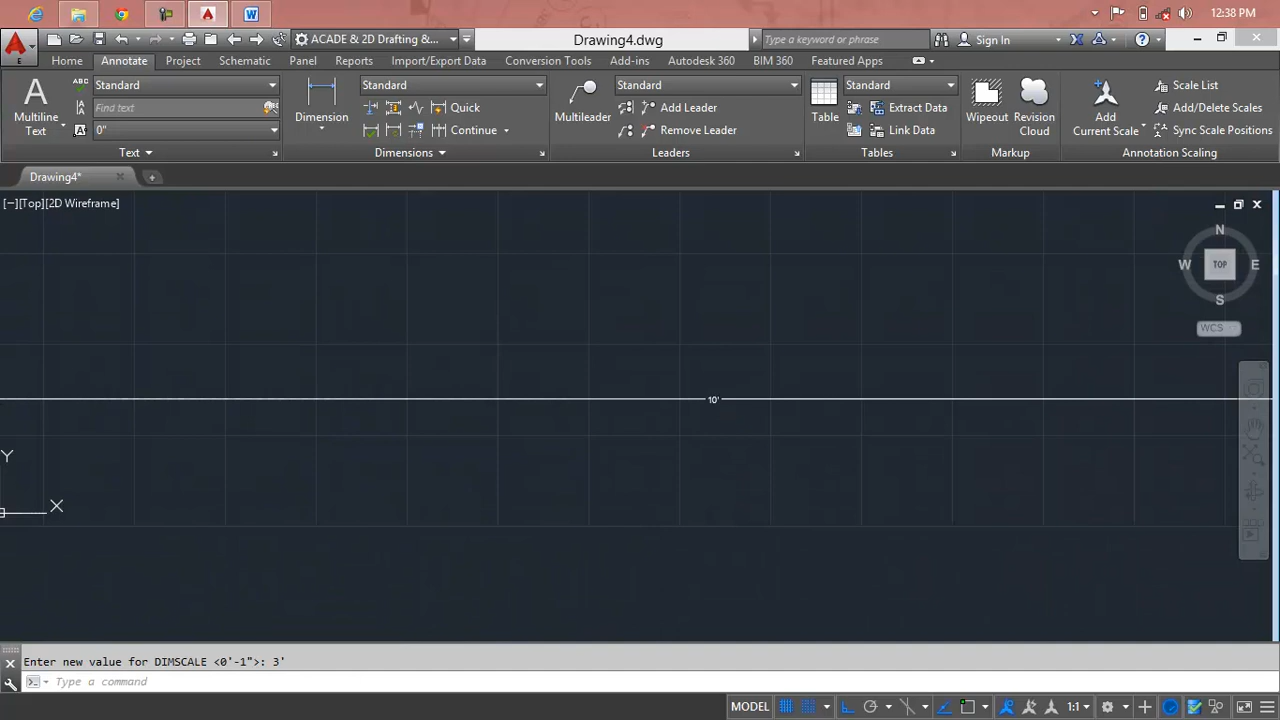 12:38 PM
ACADE & 2D Drafting &...
Drawing4.dwg
Type a keyword or phrase
Sign In
E
Home Annotate Project Schematic Panel Reports Import/Export Data Conversion Tools Add-ins Autodesk 360 BIM 360 Featured Apps
Multiline Text
ABC
Standard
Find text
0"
Text
Dimension
Standard
Quick
Continue
Dimensions
Multileader
Standard
Add Leader
Remove Leader
Leaders
Table
Standard
Extract Data
Link Data
Tables
Wipeout
Revision Cloud
Markup
Add Current Scale
Scale List
Add/Delete Scales
Sync Scale Positions
Annotation Scaling
Drawing4*
[−][Top][2D Wireframe]
N
W TOP E
S
WCS
10'
Y
X
Enter new value for DIMSCALE <0'-1">: 3'
Type a command
MODEL
1:1